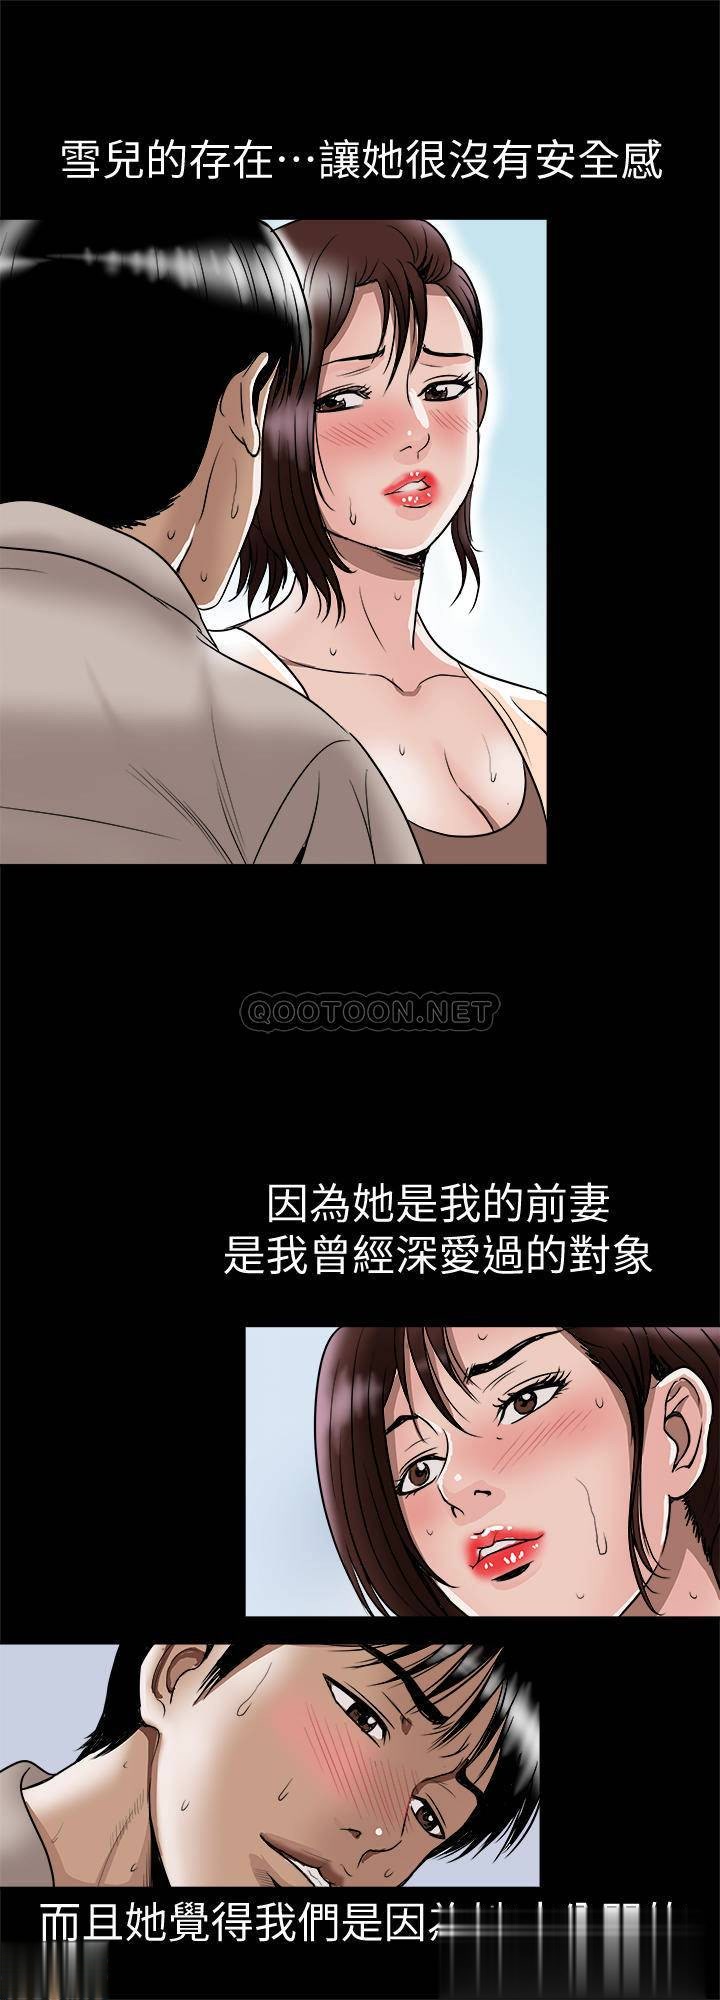 雪兒的存在⋯讓她很沒有安全感
QOOTOON.NET
因為她是我的前妻
是我曾經深愛過的對象
而且她覺得我們是因為